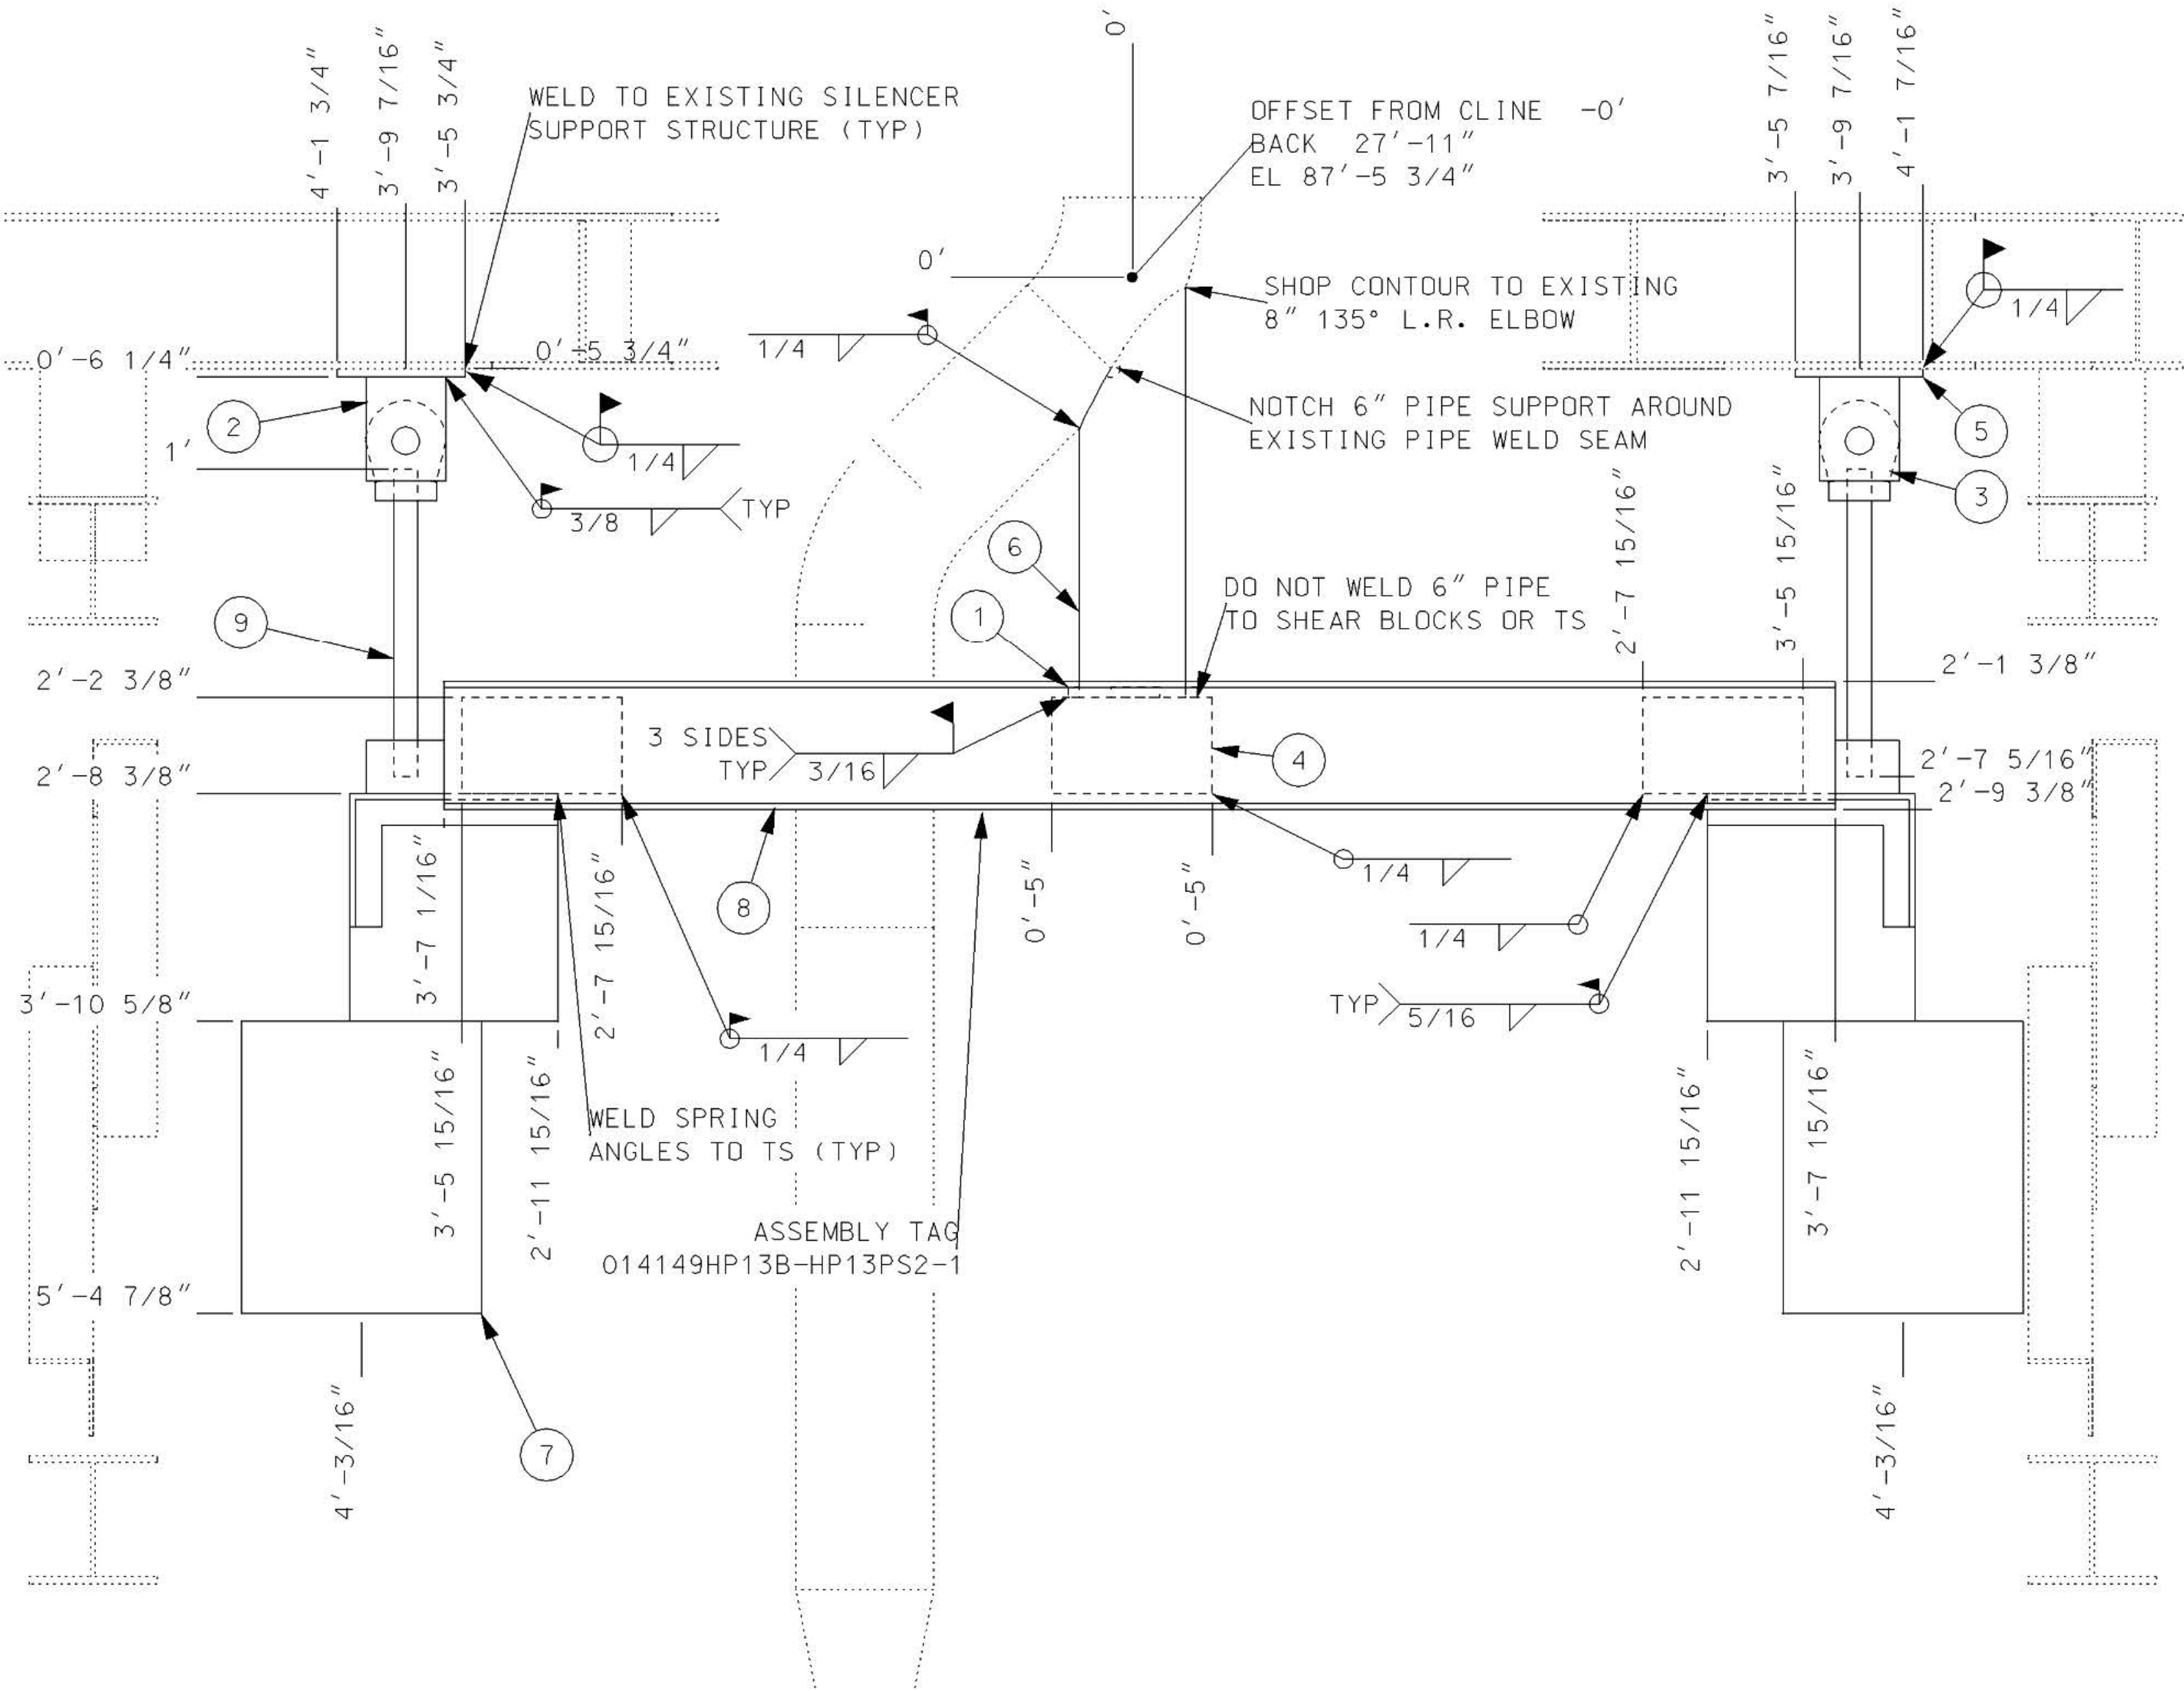 4'-1 3/4"
3'-9 7/16"
3'-5 3/4"
WELD TO EXISTING SILENCER
SUPPORT STRUCTURE (TYP)
0'
OFFSET FROM CLINE -0'
BACK 27'-11"
EL 87'-5 3/4"
3'-5 7/16"
3'-9 7/16"
4'-1 7/16"
0'
SHOP CONTOUR TO EXISTING
8" 135° L.R. ELBOW
1/4
1/4
0'-6 1/4"
0'-5 3/4"
NOTCH 6" PIPE SUPPORT AROUND
EXISTING PIPE WELD SEAM
2
5
1'
1/4
3/8
TYP
3
6
2'-7 15/16"
3'-5 15/16"
DO NOT WELD 6" PIPE
TO SHEAR BLOCKS OR TS
9
1
2'-2 3/8"
2'-1 3/8"
3 SIDES
TYP
3/16
4
2'-8 3/8"
2'-7 5/16"
2'-9 3/8"
3'-7 1/16"
2'-7 15/16"
8
0'-5"
0'-5"
1/4
1/4
3'-10 5/8"
TYP
5/16
1/4
3'-5 15/16"
2'-11 15/16"
WELD SPRING
ANGLES TO TS (TYP)
2'-11 15/16"
3'-7 15/16"
ASSEMBLY TAG
014149HP13B-HP13PS2-1
5'-4 7/8"
4'-3/16"
7
4'-3/16"